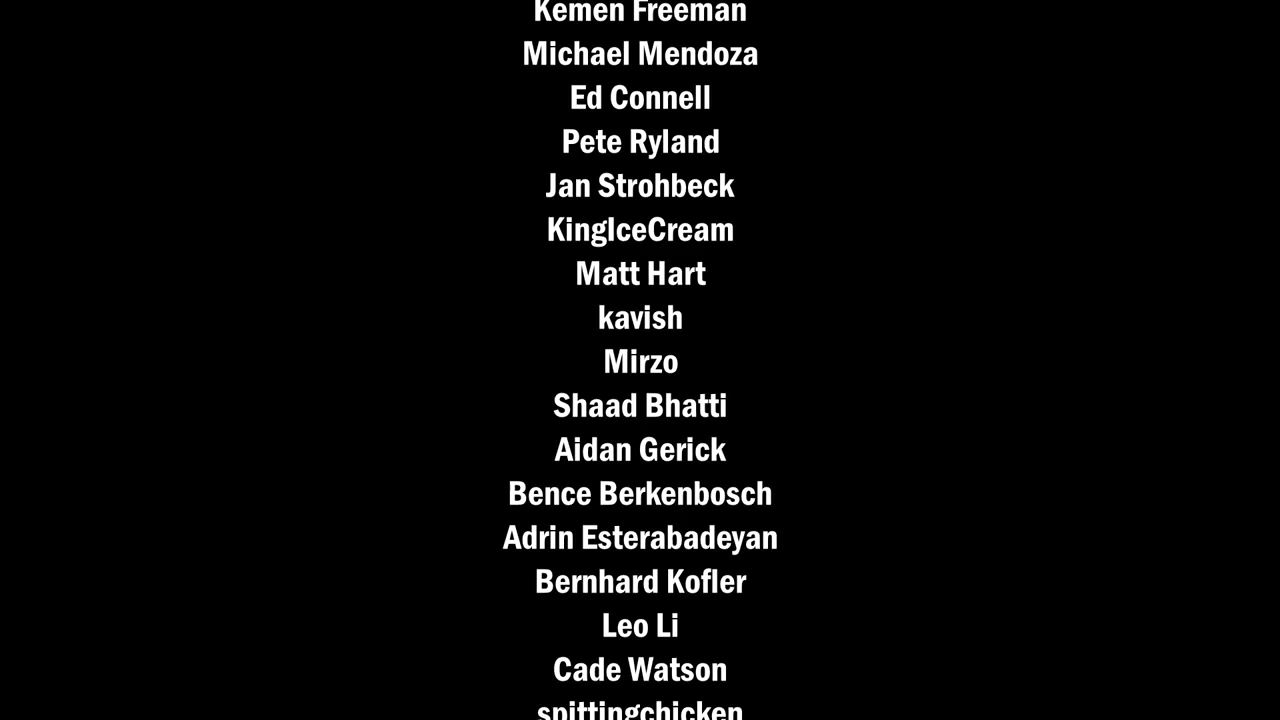 Kemen Freeman
Michael Mendoza
Ed Connell
Pete Ryland
Jan Strohbeck
KingIceCream
Matt Hart
kavish
Mirzo
Shaad Bhatti
Aidan Gerick
Bence Berkenbosch
Adrin Esterabadeyan
Bernhard Kofler
Leo Li
Cade Watson
spittingchicken